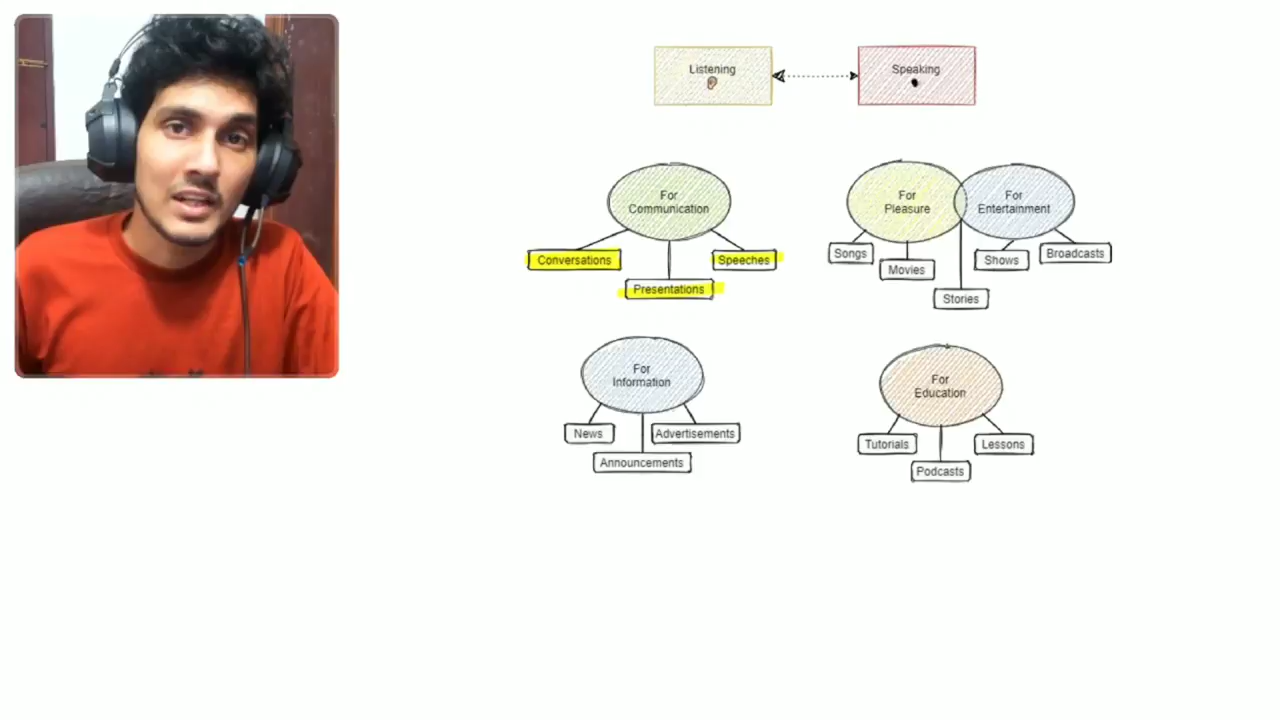 Listening
Speaking
For
Communication
Conversations
Presentations
Speeches
For
Pleasure
For
Entertainment
Songs
Movies
Stories
Shows
Broadcasts
For
Information
News
Announcements
Advertisements
For
Education
Tutorials
Podcasts
Lessons